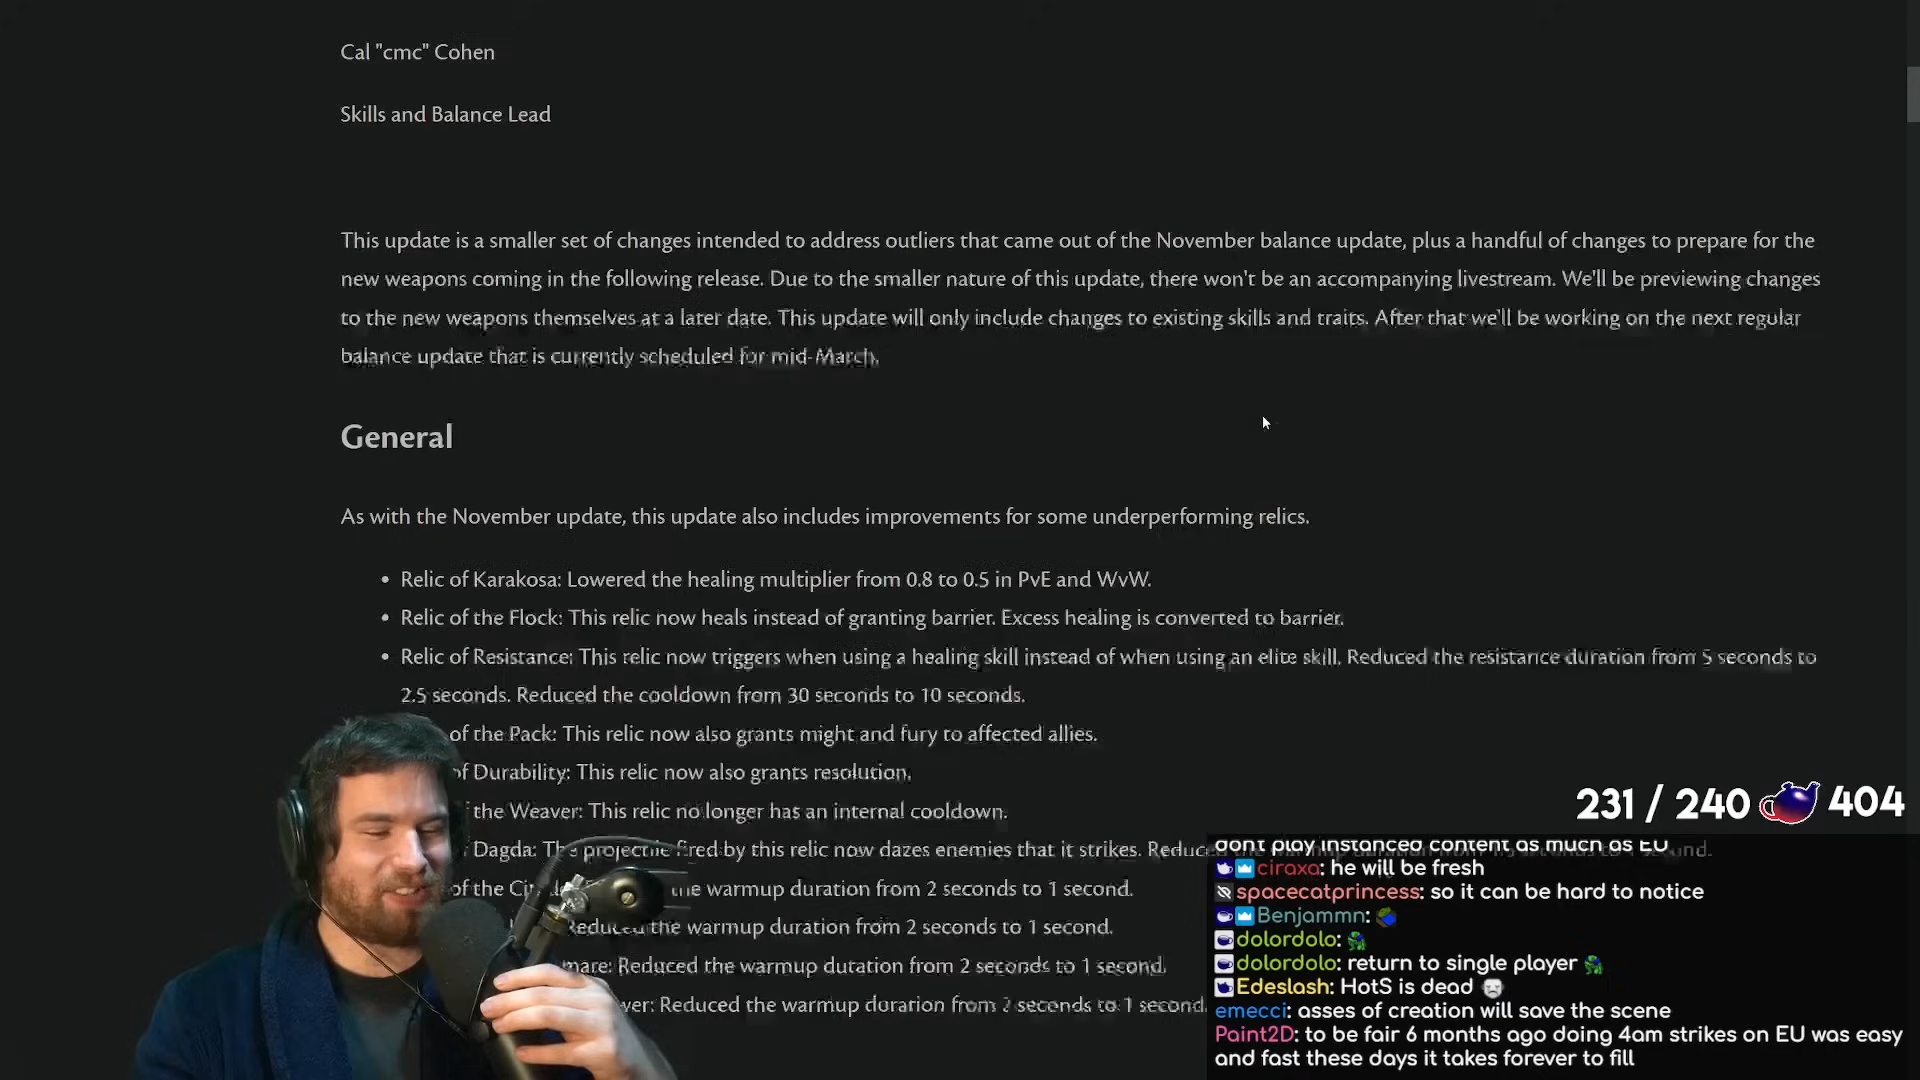 Cal "cmc" Cohen
Skills and Balance Lead
This update is a smaller set of changes intended to address outliers that came out of the November balance update, plus a handful of changes to prepare for the
new weapons coming in the following release. Due to the smaller nature of this update, there won't be an accompanying livestream. We'll be previewing changes
to the new weapons themselves at a later date. This update will only include changes to existing skills and traits. After that we'll be working on the next regular
balance update that is currently scheduled for mid-March.
General
As with the November update, this update also includes improvements for some underperforming relics.
• Relic of Karakosa: Lowered the healing multiplier from 0.8 to 0.5 in PvE and WvW.
• Relic of the Flock: This relic now heals instead of granting barrier. Excess healing is converted to barrier.
• Relic of Resistance: This relic now triggers when using a healing skill instead of when using an elite skill. Reduced the resistance duration from 5 seconds to
2.5 seconds. Reduced the cooldown from 30 seconds to 10 seconds.
of the Pack: This relic now also grants might and fury to affected allies.
of Durability: This relic now also grants resolution.
the Weaver: This relic no longer has an internal cooldown.
Dagda: The projectile fired by this relic now dazes enemies that it strikes. Reduc
of the the warmup duration from 2 seconds to 1 second.
Reduced the warmup duration from 2 seconds to 1 second.
mare: Reduced the warmup duration from 2 seconds to 1 second.
ver: Reduced the warmup duration from 2 seconds to 1 second
231 / 240 404
dont play instanced content as much as EU
ciraxa: he will be fresh
spacecatprincess: so it can be hard to notice
Benjammn:
dolordolo:
dolordolo: return to single player
Edeslash: HotS is dead
emecci: asses of creation will save the scene
Paint2D: to be fair 6 months ago doing 4am strikes on EU was easy
and fast these days it takes forever to fill